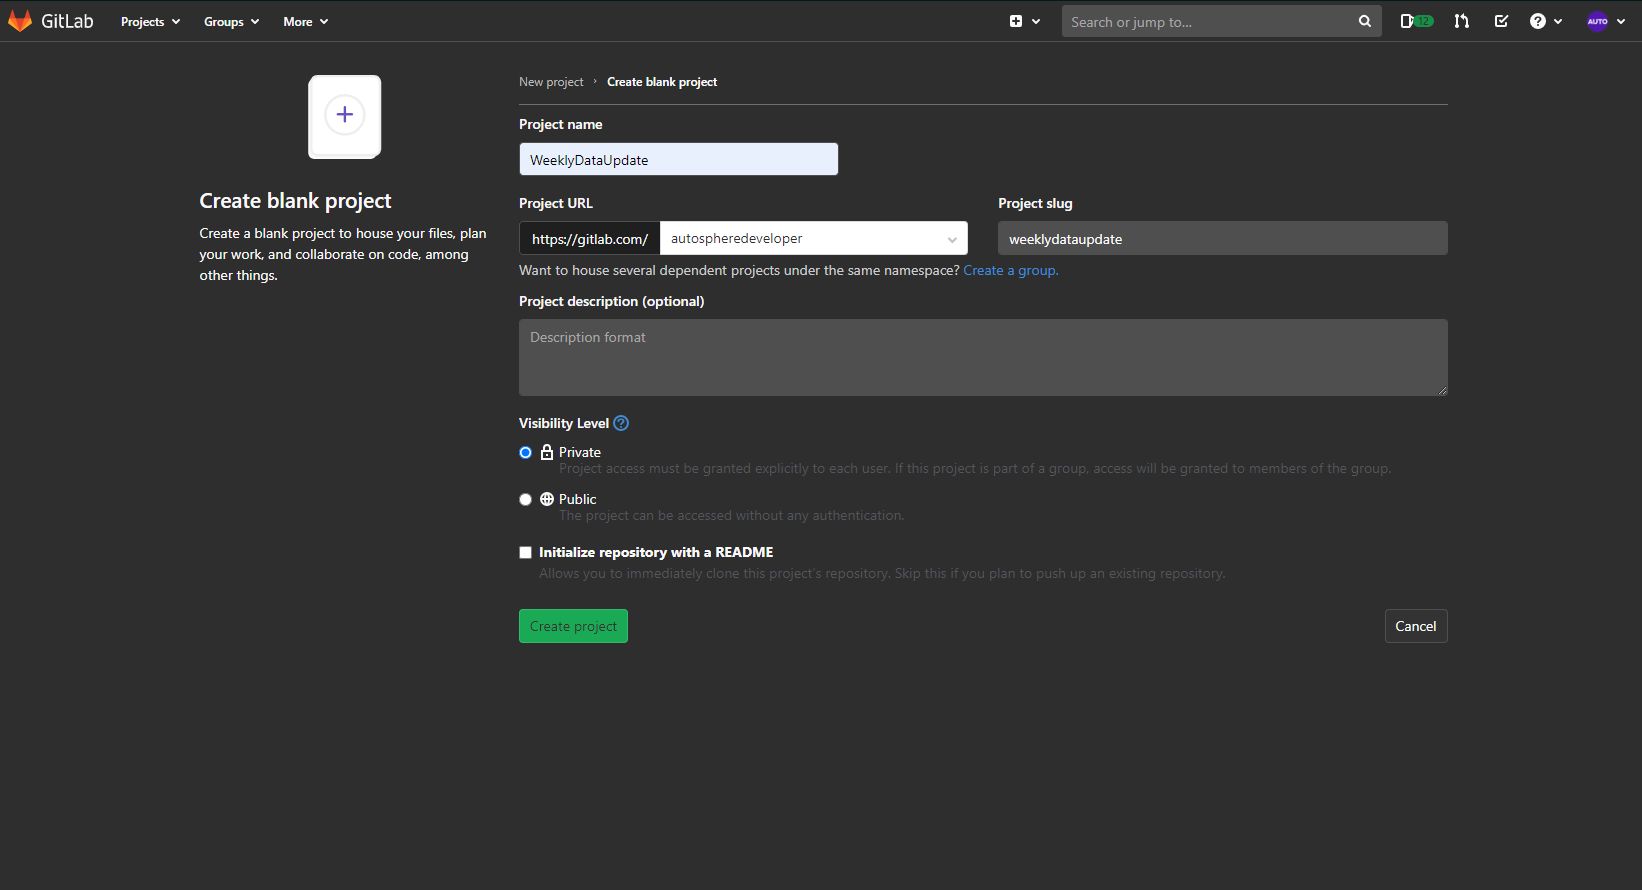 GitLab Projects Groups More Search or jump to... 12 AUTO
New project › Create blank project
Project name
WeeklyDataUpdate
Create blank project
Create a blank project to house your files, plan
your work, and collaborate on code, among
other things.
Project URL
https://gitlab.com/ autospheredeveloper
Project slug
weeklydataupdate
Want to house several dependent projects under the same namespace? Create a group.
Project description (optional)
Description format
Visibility Level ?
Private
Project access must be granted explicitly to each user. If this project is part of a group, access will be granted to members of the group.
Public
The project can be accessed without any authentication.
Initialize repository with a README
Allows you to immediately clone this project's repository. Skip this if you plan to push up an existing repository.
Create project Cancel